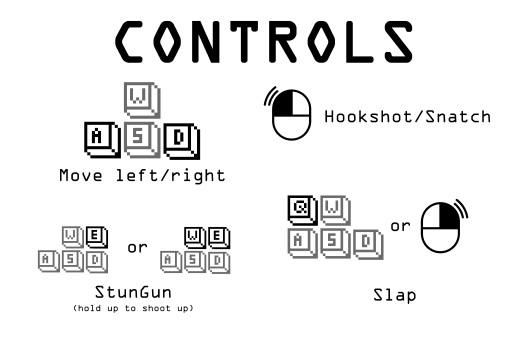 CONTROLS
W
A S D
Move left/right
Hookshot/Snatch
W E
A S D
or
W E
A S D
StunGun
(hold up to shoot up)
Q W
A S D
or
Slap